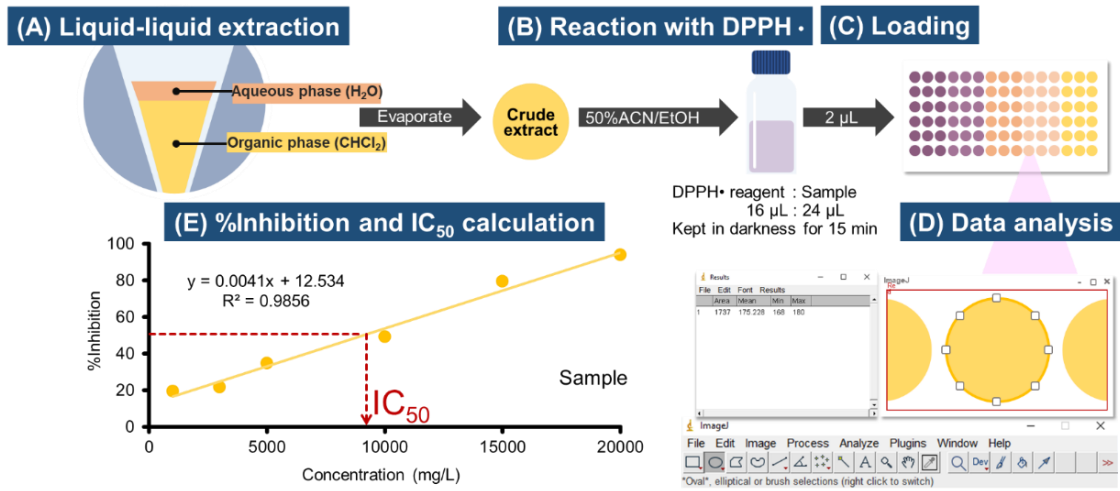 (A) Liquid-liquid extraction
Aqueous phase (H₂O)
Organic phase (CHCl₂)
Evaporate
Crude
extract
(B) Reaction with DPPH ·
50%ACN/EtOH
DPPH• reagent : Sample
16 µL : 24 µL
Kept in darkness for 15 min
(C) Loading
2 µL
(D) Data analysis
Results
File Edit Font Results
Area Mean Min Max
1 1737 175.228 168 180
ImageJ
ImageJ
File Edit Image Process Analyze Plugins Window Help
Dev
>>
*Oval*, elliptical or brush selections (right click to switch)
(E) %Inhibition and IC₅₀ calculation
y = 0.0041x + 12.534
R² = 0.9856
%Inhibition
100
80
60
40
20
0
0 5000 10000 15000 20000
Concentration (mg/L)
IC₅₀
Sample